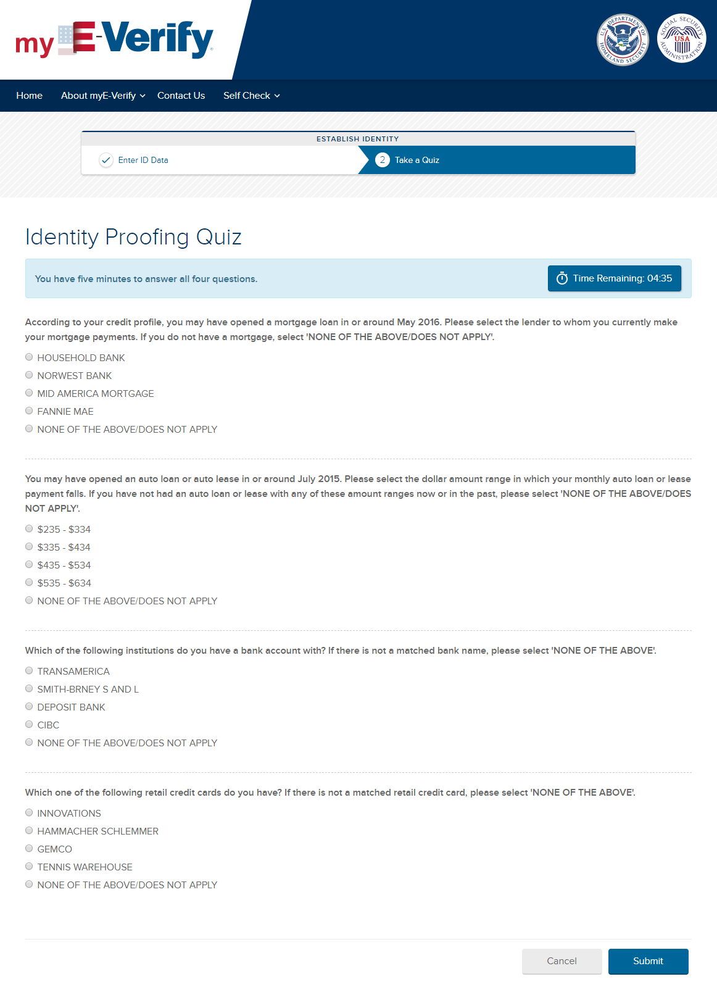 my E-Verify
U.S. DEPARTMENT OF HOMELAND SECURITY
SOCIAL SECURITY ADMINISTRATION
USA
Home About myE-Verify Contact Us Self Check
ESTABLISH IDENTITY
Enter ID Data 2 Take a Quiz
Identity Proofing Quiz
You have five minutes to answer all four questions. Time Remaining: 04:35
According to your credit profile, you may have opened a mortgage loan in or around May 2016. Please select the lender to whom you currently make
your mortgage payments. If you do not have a mortgage, select 'NONE OF THE ABOVE/DOES NOT APPLY'.
HOUSEHOLD BANK
NORWEST BANK
MID AMERICA MORTGAGE
FANNIE MAE
NONE OF THE ABOVE/DOES NOT APPLY
You may have opened an auto loan or auto lease in or around July 2015. Please select the dollar amount range in which your monthly auto loan or lease
payment falls. If you have not had an auto loan or lease with any of these amount ranges now or in the past, please select 'NONE OF THE ABOVE/DOES
NOT APPLY'.
$235 - $334
$335 - $434
$435 - $534
$535 - $634
NONE OF THE ABOVE/DOES NOT APPLY
Which of the following institutions do you have a bank account with? If there is not a matched bank name, please select 'NONE OF THE ABOVE'.
TRANSAMERICA
SMITH-BRNEY S AND L
DEPOSIT BANK
CIBC
NONE OF THE ABOVE/DOES NOT APPLY
Which one of the following retail credit cards do you have? If there is not a matched retail credit card, please select 'NONE OF THE ABOVE'.
INNOVATIONS
HAMMACHER SCHLEMMER
GEMCO
TENNIS WAREHOUSE
NONE OF THE ABOVE/DOES NOT APPLY
Cancel Submit